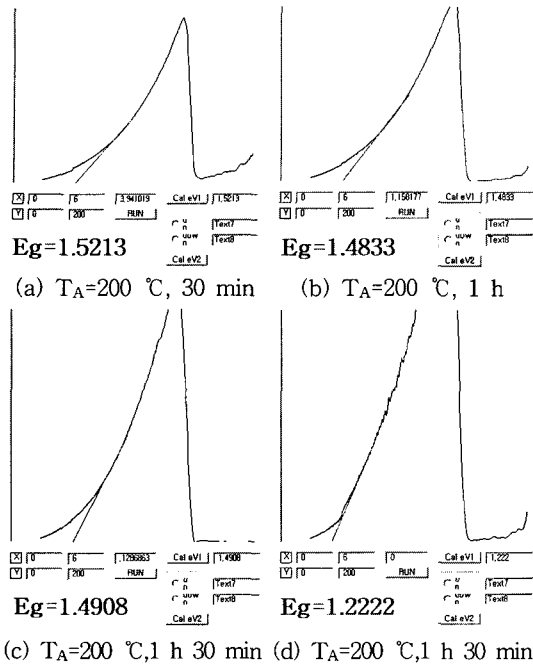 X 0 6 3.941019 Cal eV1 1.5213
Y 0 200 RUN
n Text7
Eg=1.5213 Text8
Cal eV2
(a) TA=200 ℃, 30 min
X 0 6 1.158177 Cal eV1 1.4833
Y 0 200 RUN
n Text7
Eg=1.4833 Text8
Cal eV2
(b) TA=200 ℃, 1 h
X 0 6 .1296863 Cal eV1 1.4908
Y 0 200 RUN
n Text7
Eg=1.4908 Text8
Cal eV2
(c) TA=200 ℃,1 h 30 min
X 0 6 0 Cal eV1 1.222
Y 0 200 RUN
n Text7
Eg=1.2222 Text8
Cal eV2
(d) TA=200 ℃,1 h 30 min